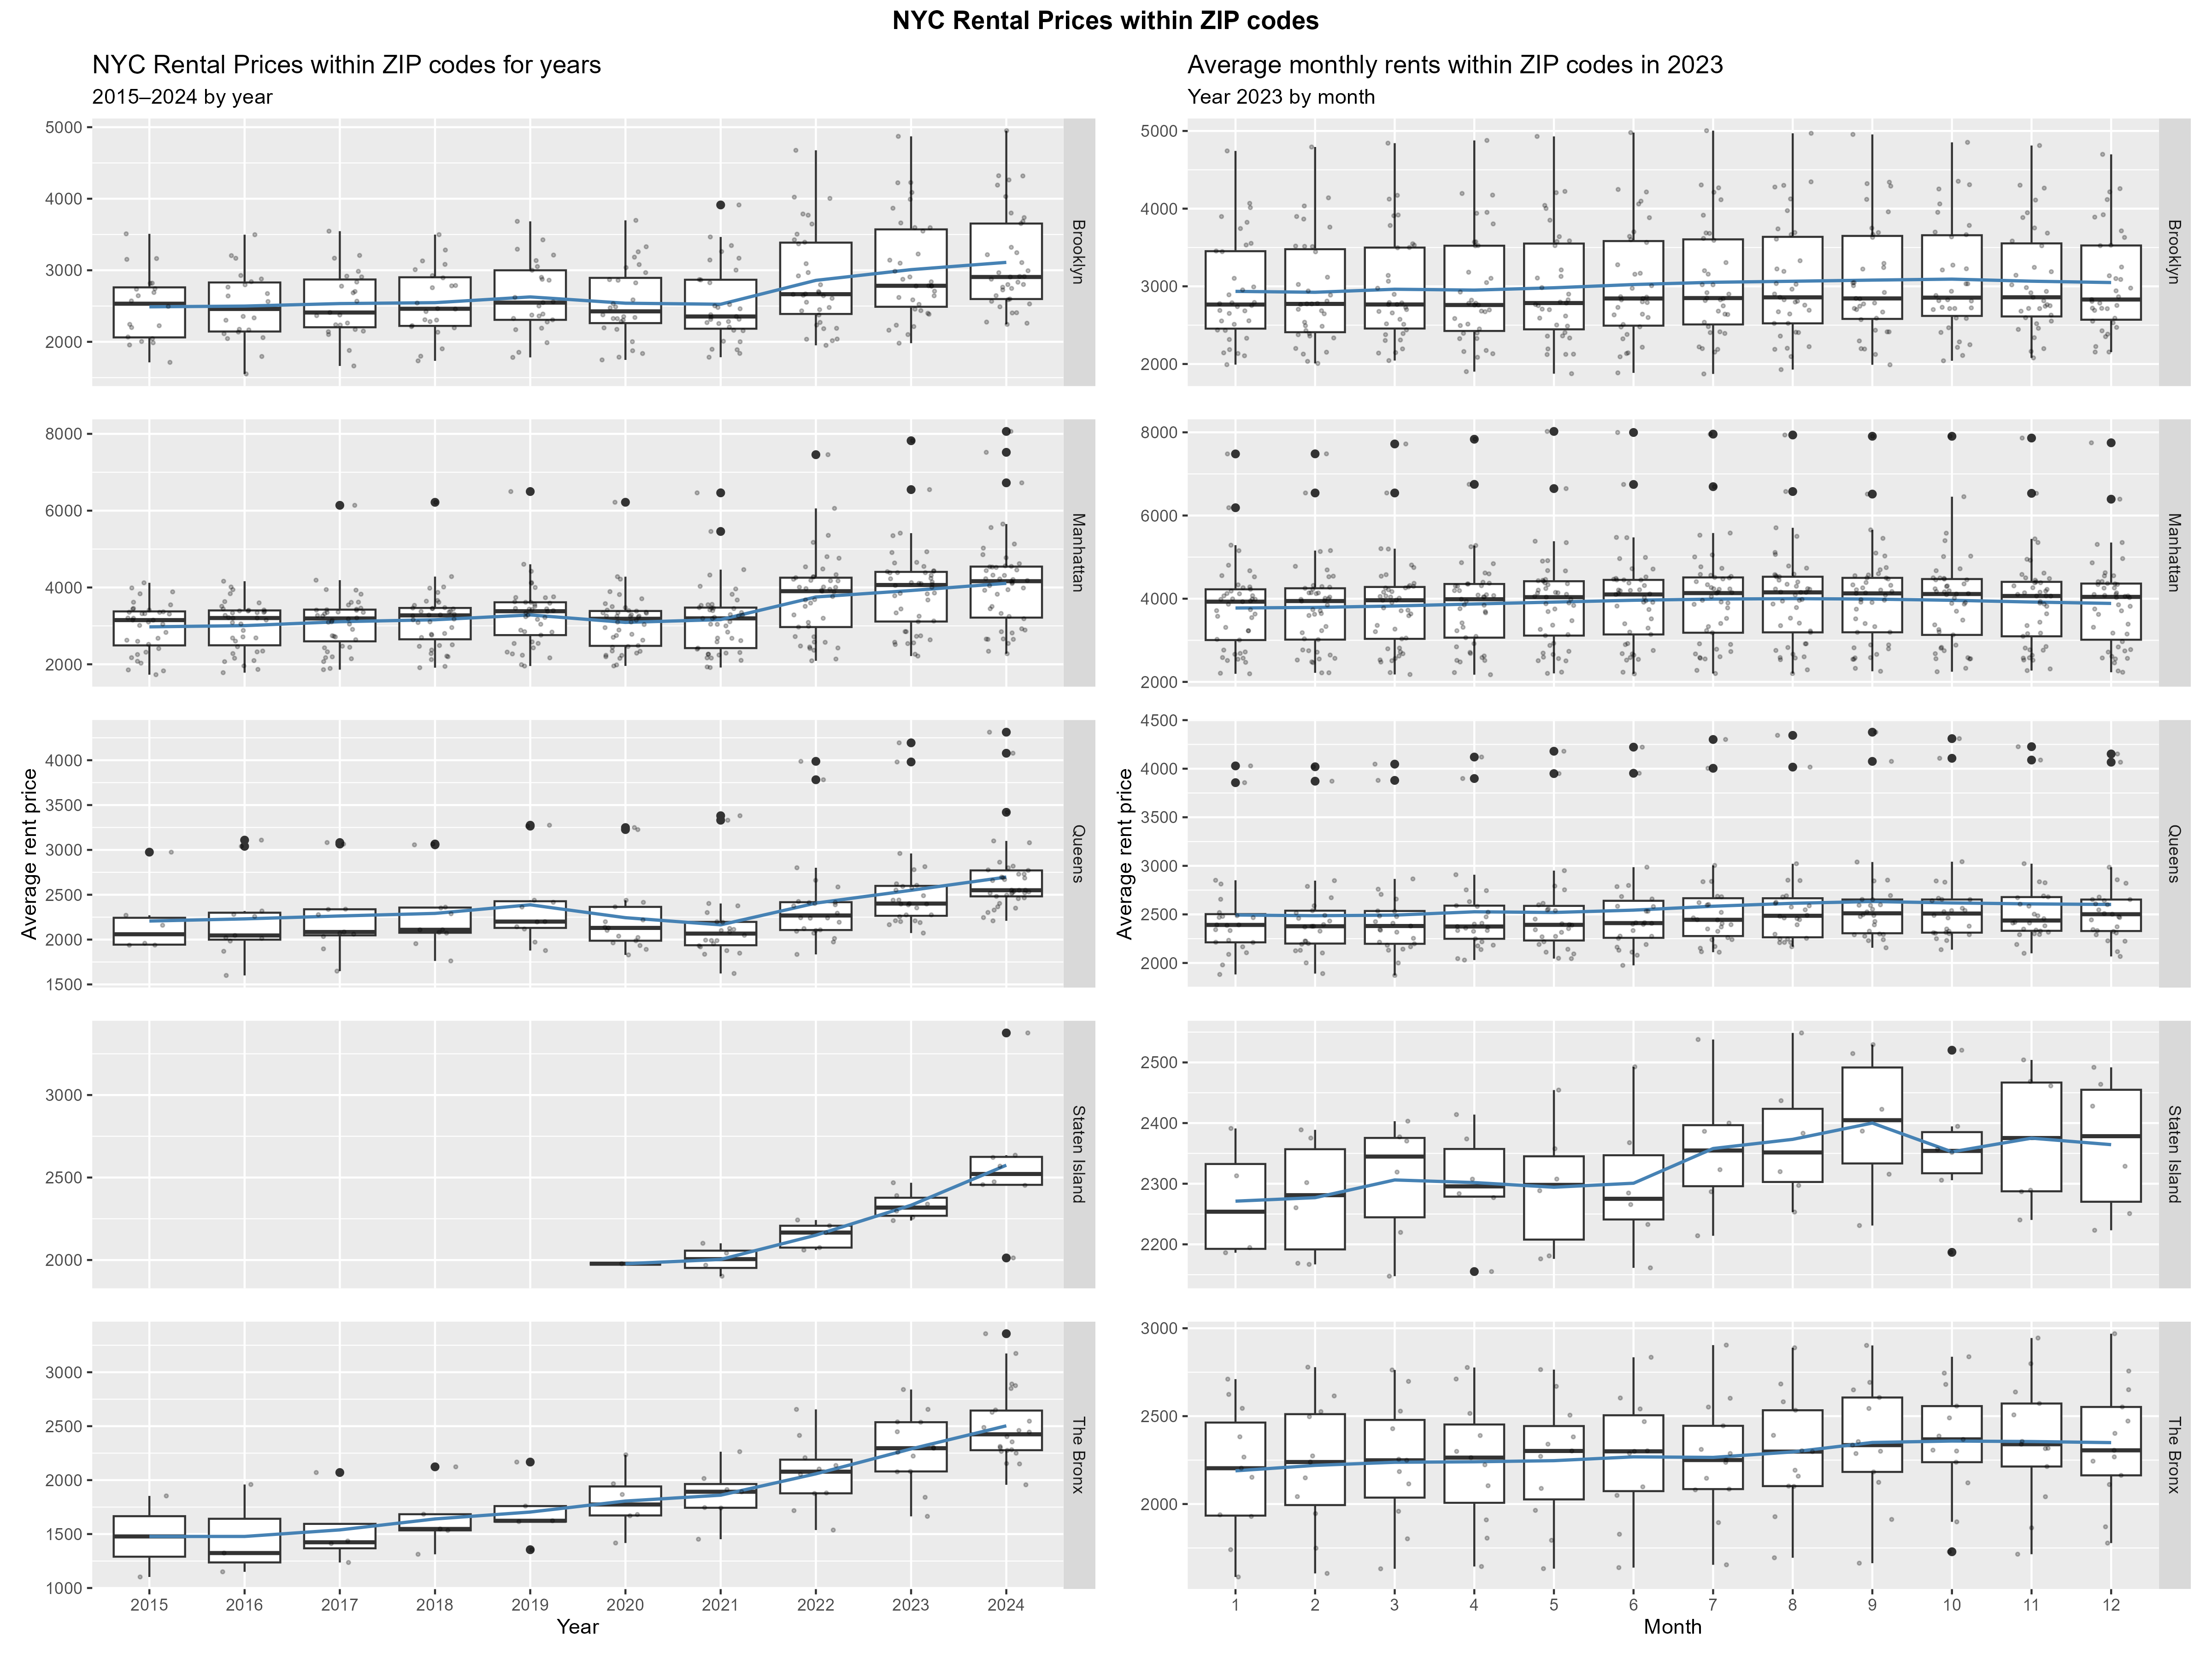 NYC Rental Prices within ZIP codes
NYC Rental Prices within ZIP codes for years
2015–2024 by year
Average rent price
5000
4000
3000
2000
Brooklyn
8000
6000
4000
2000
Manhattan
4000
3500
3000
2500
2000
1500
Queens
3000
2500
2000
Staten Island
3000
2500
2000
1500
1000
The Bronx
2015 2016 2017 2018 2019 2020 2021 2022 2023 2024
Year
Average monthly rents within ZIP codes in 2023
Year 2023 by month
Average rent price
5000
4000
3000
2000
Brooklyn
8000
6000
4000
2000
Manhattan
4500
4000
3500
3000
2500
2000
Queens
2500
2400
2300
2200
Staten Island
3000
2500
2000
The Bronx
1 2 3 4 5 6 7 8 9 10 11 12
Month